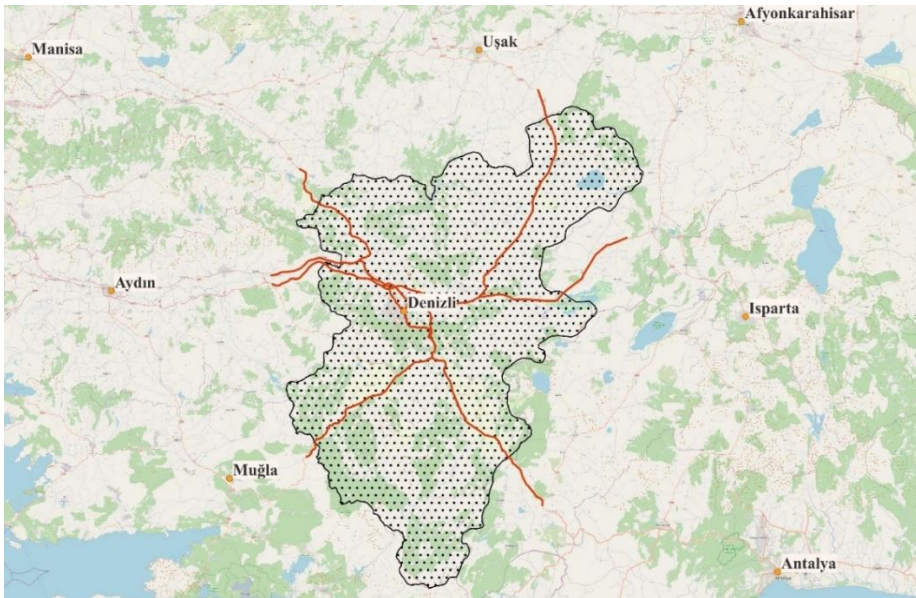 Afyonkarahisar
Manisa
Uşak
Aydın
Denizli
Isparta
Muğla
Antalya